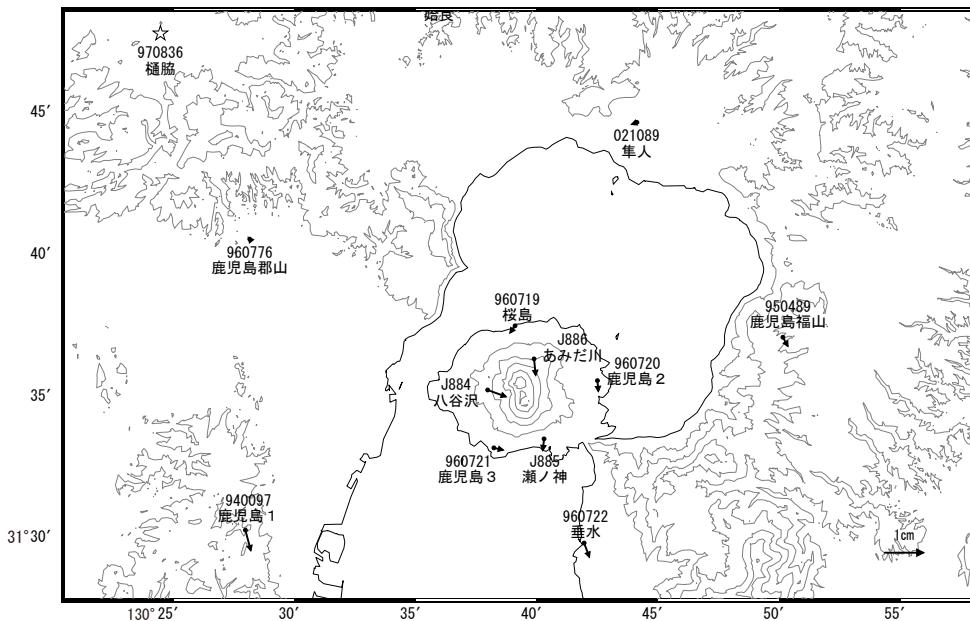 姶良
970836
樋脇
45′
021089
隼人
40′
960776
鹿児島郡山
960719
桜島
950489
鹿児島福山
J886
あみだ川
960720
鹿児島2
35′
J884
八谷沢
960721
鹿児島3
J885
瀬ノ神
940097
鹿児島1
960722
垂水
31°30′
1cm
130°25′
30′
35′
40′
45′
50′
55′